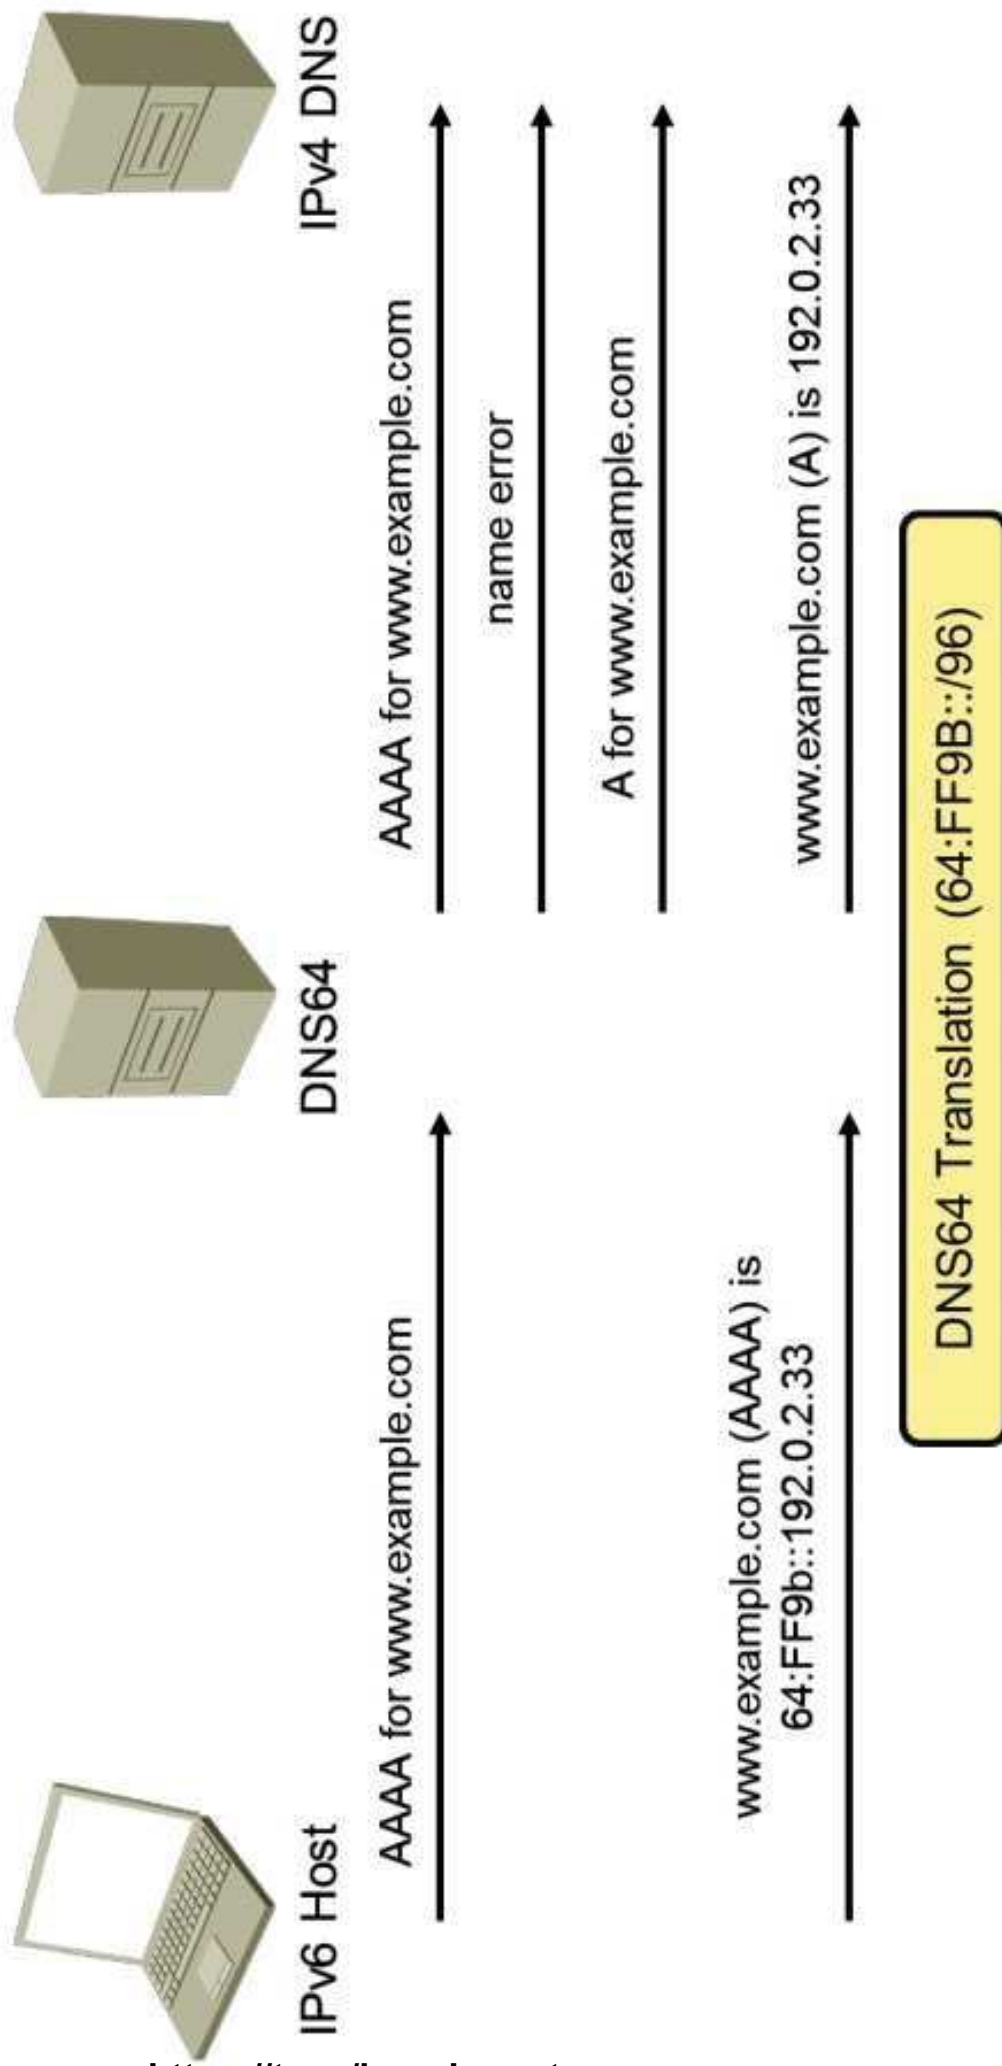 IPv6 Host
DNS64
IPv4 DNS
AAAA for www.example.com
AAAA for www.example.com
name error
A for www.example.com
www.example.com (AAAA) is
64:FF9b::192.0.2.33
www.example.com (A) is 192.0.2.33
DNS64 Translation (64:FF9B::/96)